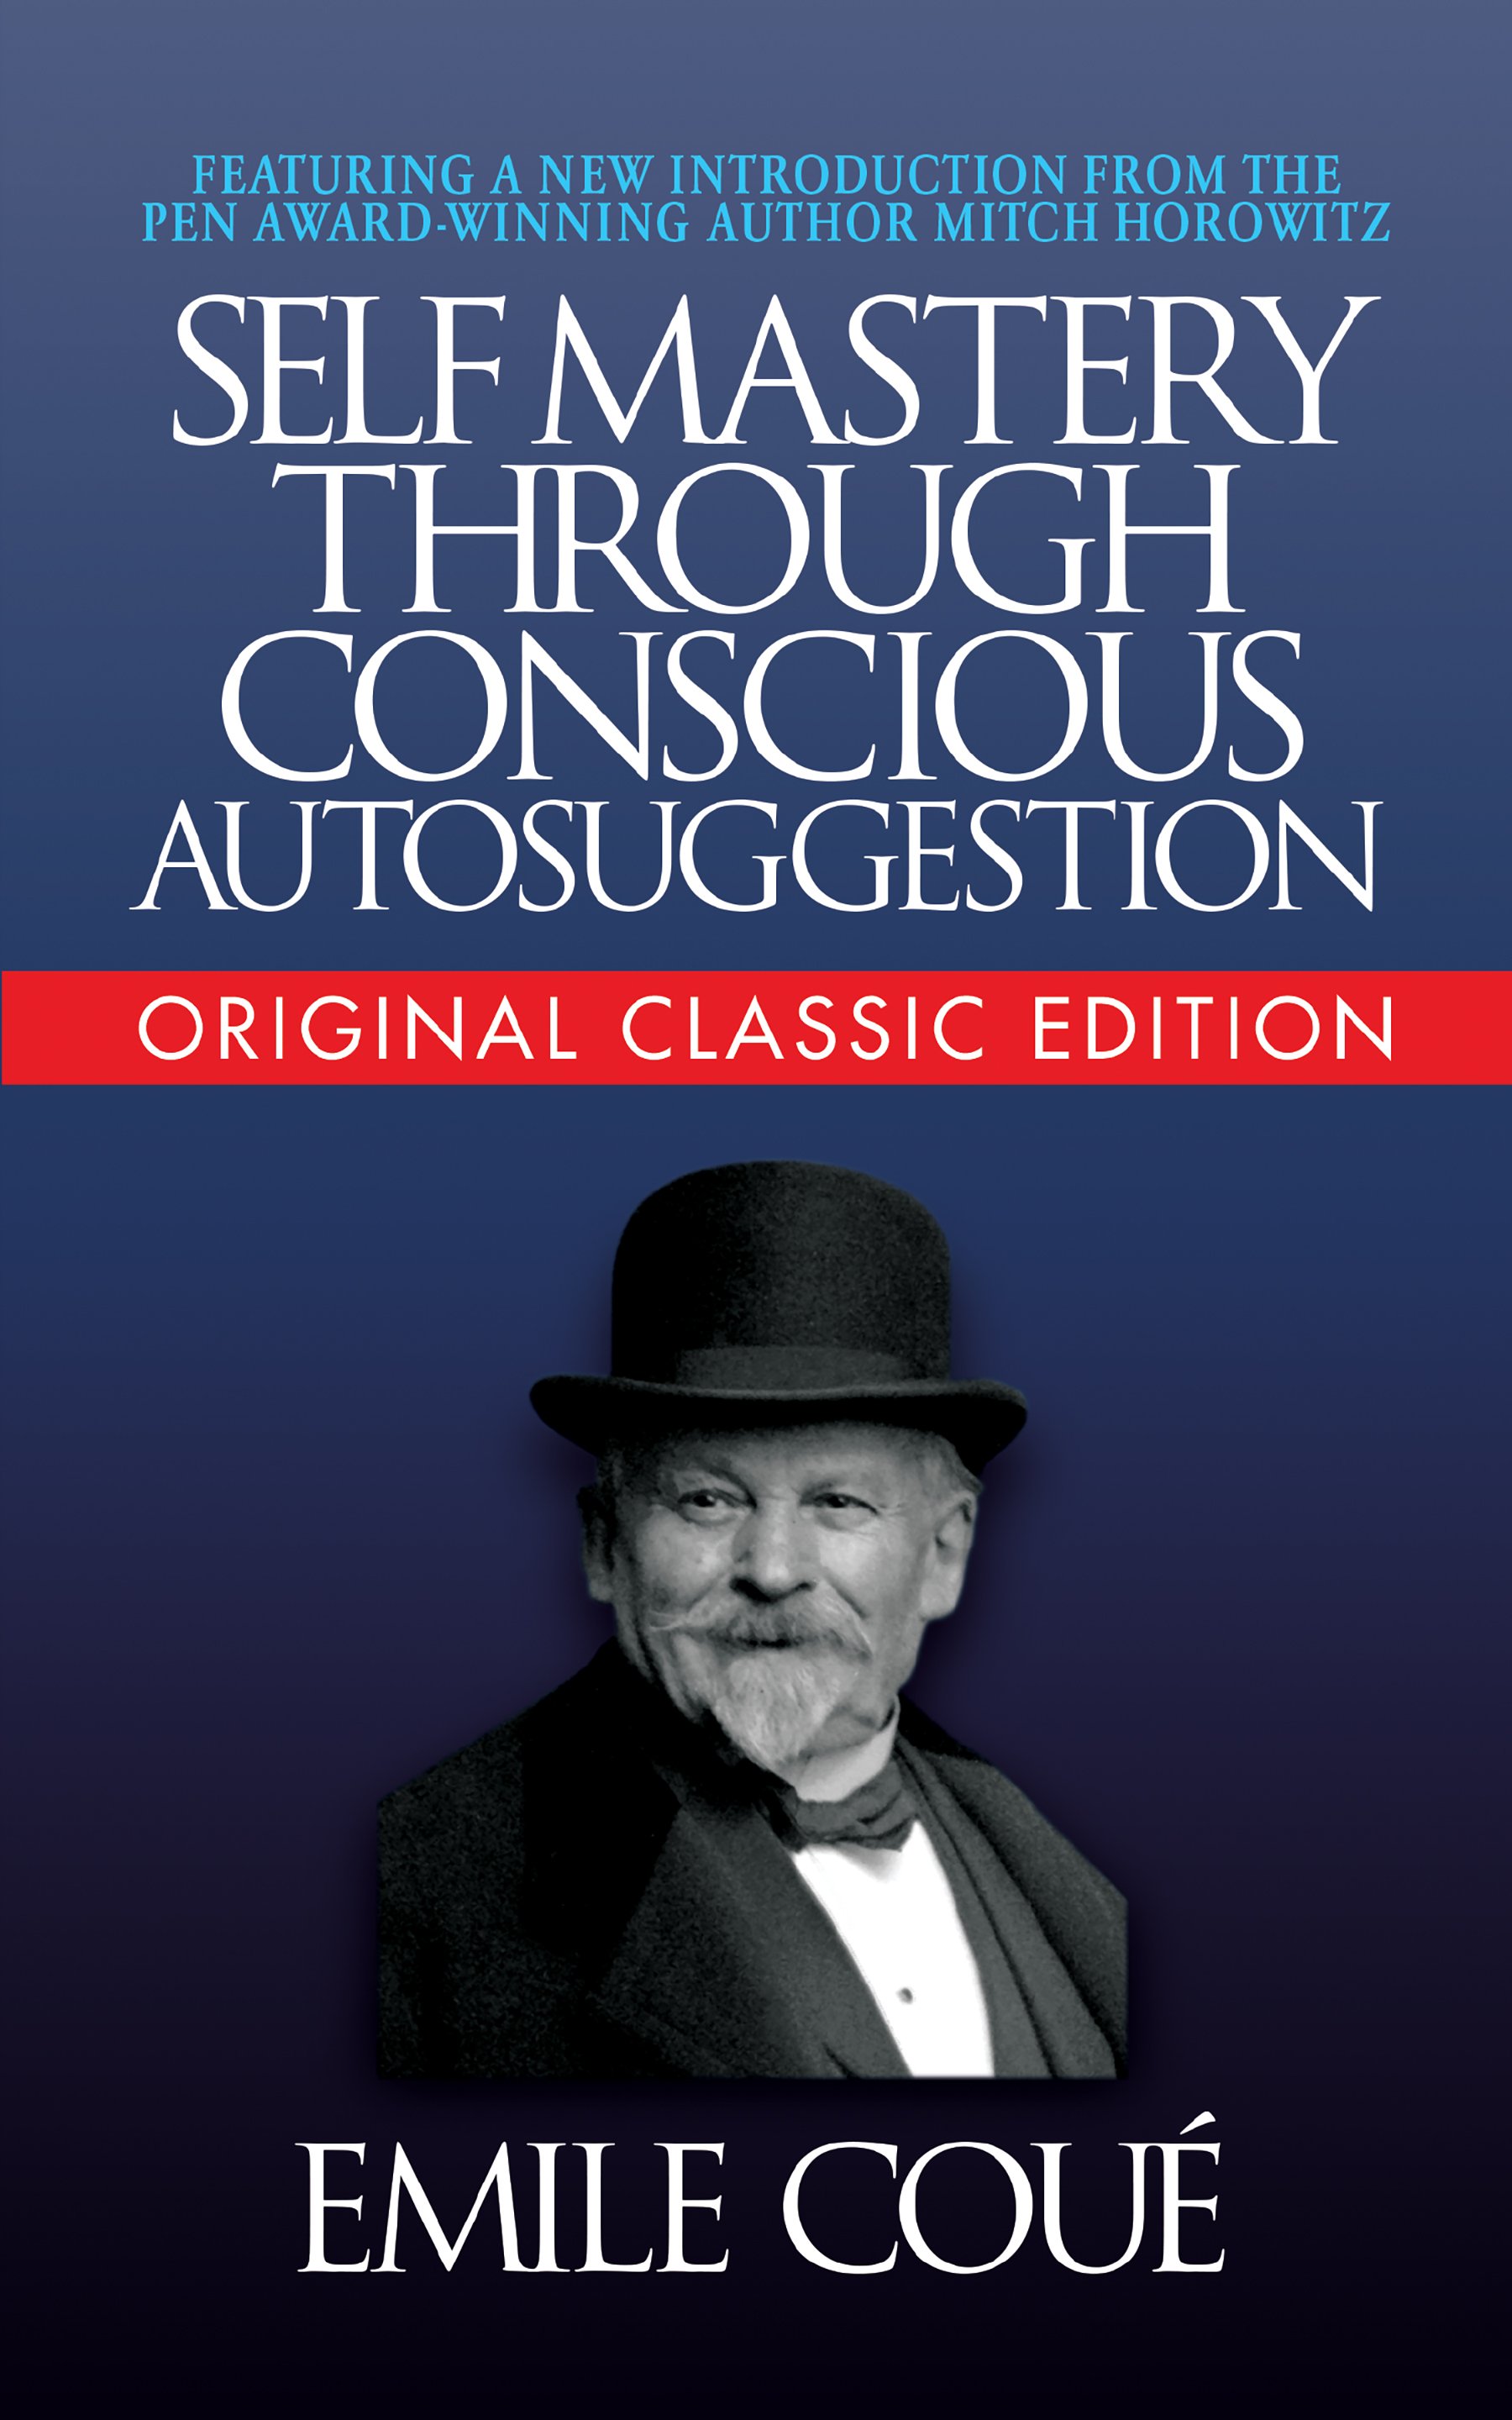 FEATURING A NEW INTRODUCTION FROM THE
PEN AWARD-WINNING AUTHOR MITCH HOROWITZ
SELF MASTERY
THROUGH
CONSCIOUS
AUTOSUGGESTION
ORIGINAL CLASSIC EDITION
EMILE COUÉ